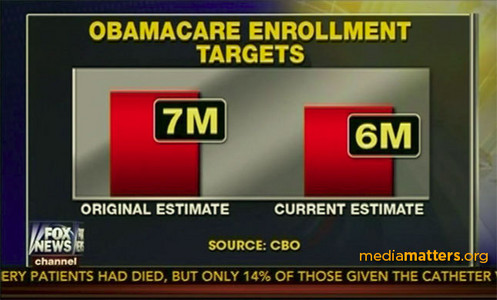 OBAMACARE ENROLLMENT
TARGETS
7M
6M
ORIGINAL ESTIMATE
CURRENT ESTIMATE
SOURCE: CBO
FOX
NEWS
channel
mediamatters.org
ERY PATIENTS HAD DIED, BUT ONLY 14% OF THOSE GIVEN THE CATHETER